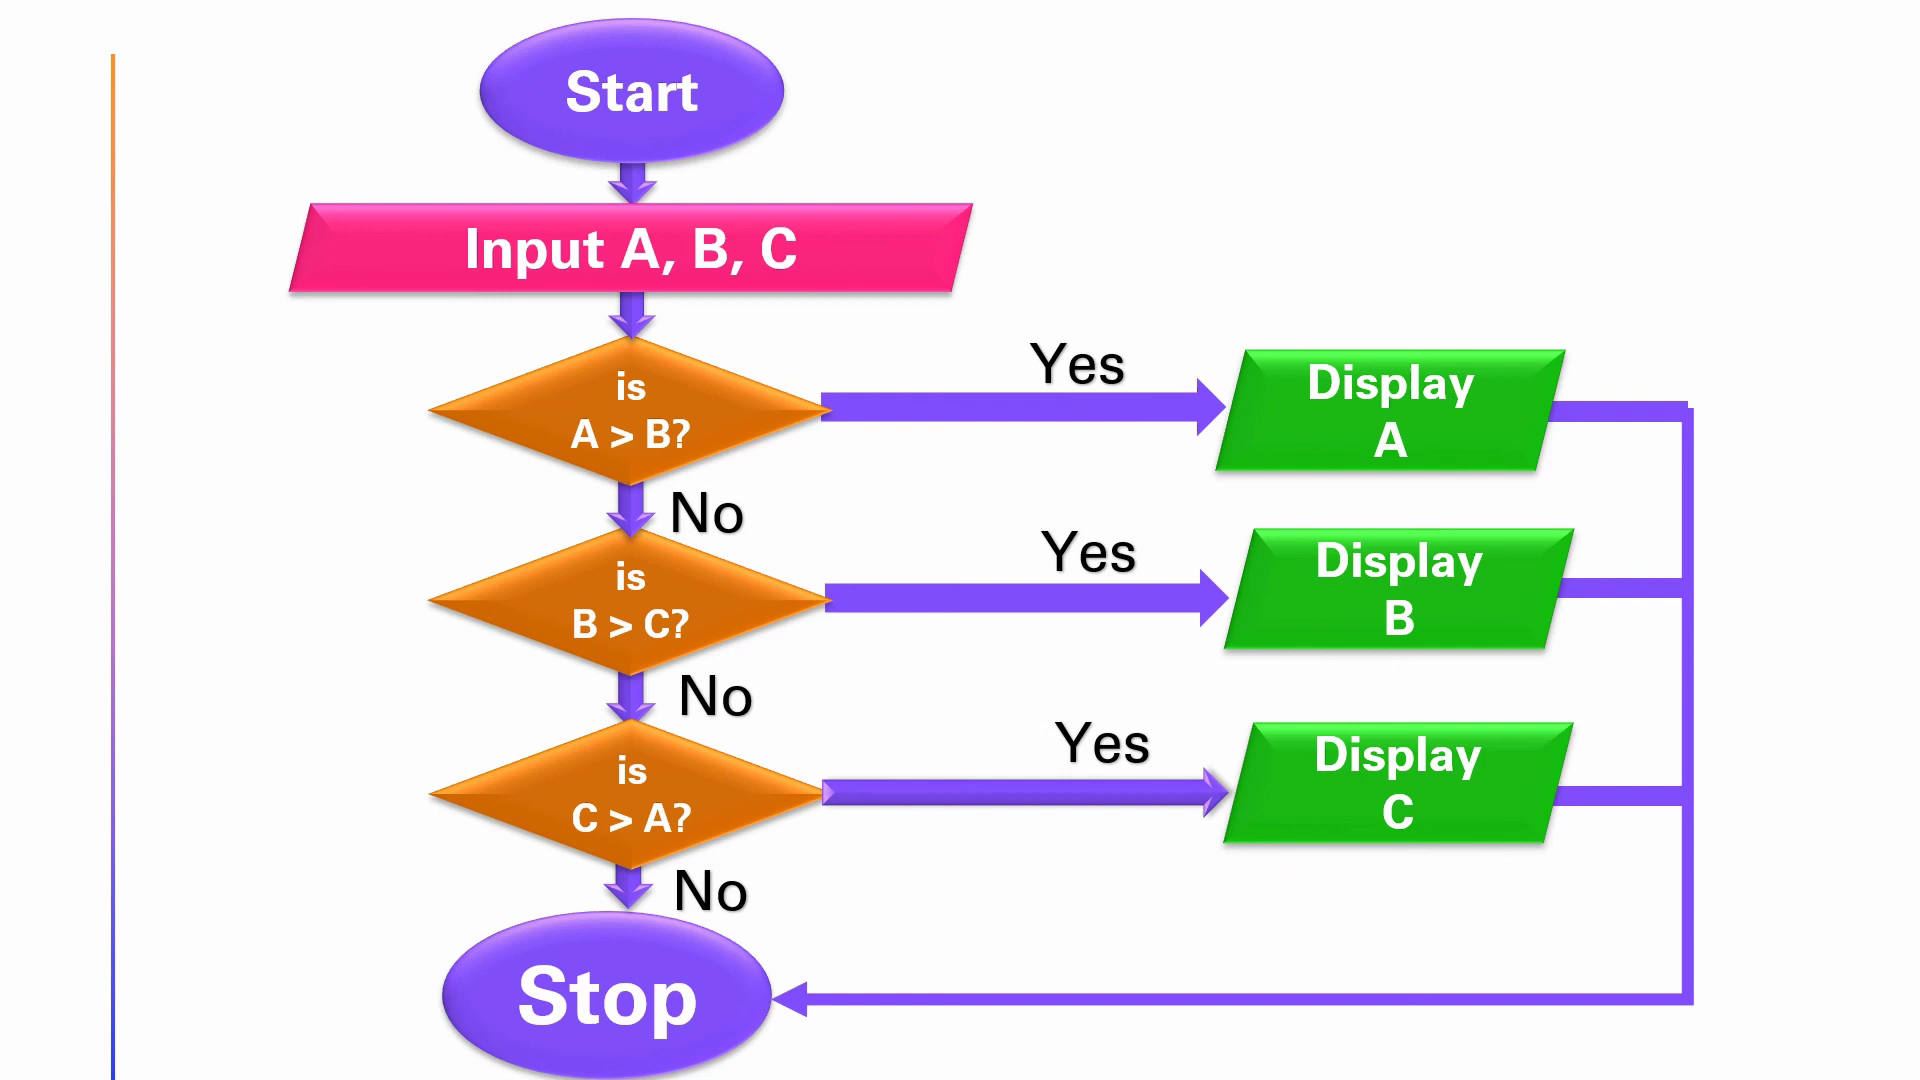 Start
Input A, B, C
is
A > B?
Yes
Display
A
No
is
B > C?
Yes
Display
B
No
is
C > A?
Yes
Display
C
No
Stop